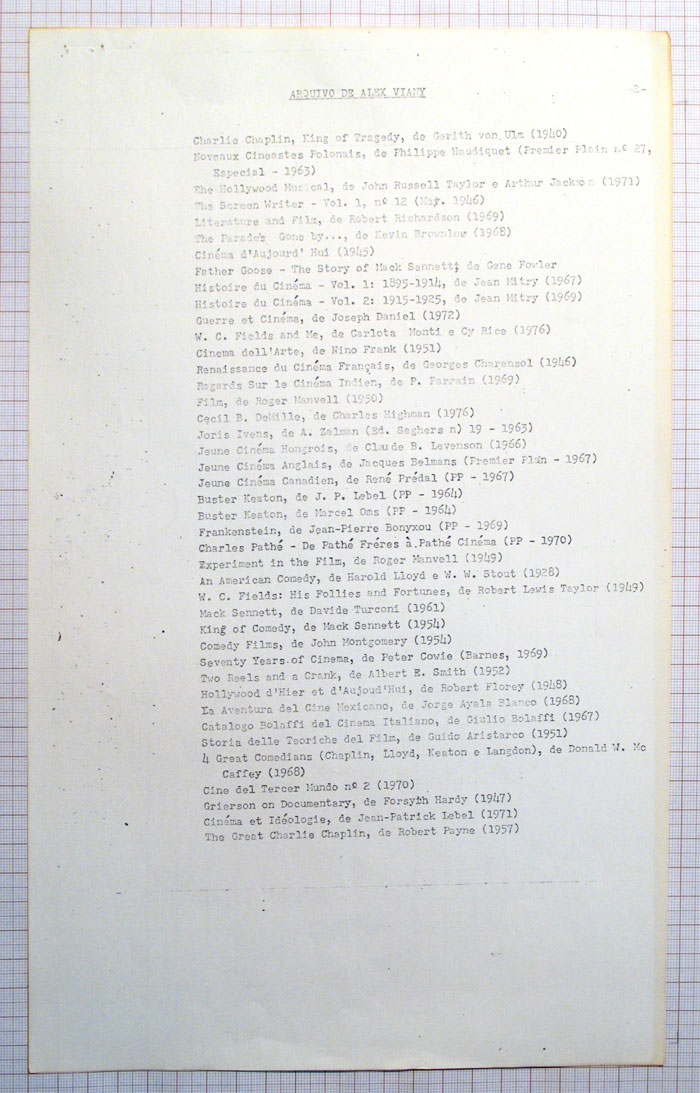 ARQUIVO DE ALEX VIANY
-2-
Charlie Chaplin, King of Tragedy, de Gerith von Ulm (1940)
Noveaux Cineastes Polonais, de Philippe Haudiquet (Premier Plain nº 27,
Especial - 1963)
The Hollywood Musical, de John Russell Taylor e Arthur Jackson (1971)
The Screen Writer - Vol. 1, nº 12 (May. 1946)
Literature and Film, de Robert Richardson (1969)
The Parade's Gone by..., de Kevin Brownlow (1968)
Cinéma d'Aujourd' Hui (1945)
Father Goose - The Story of Mack Sennett, de Gene Fowler
Histoire du Cinéma - Vol. 1: 1895-1914, de Jean Mitry (1967)
Histoire du Cinéma - Vol. 2: 1915-1925, de Jean Mitry (1969)
Guerre et Cinéma, de Joseph Daniel (1972)
W. C. Fields and Me, de Carlota Monti e Cy Rice (1976)
Cinema dell'Arte, de Nino Frank (1951)
Renaissance du Cinéma Français, de Georges Charensol (1946)
Regards Sur le Cinéma Indien, de P. Parrain (1969)
Film, de Roger Manvell (1950)
Cecil B. DeMille, de Charles Highman (1976)
Joris Ivens, de A. Zalman (Ed. Seghers n) 19 - 1963)
Jeune Cinéma Hongrois, de Claude B. Levenson (1966)
Jeune Cinéma Anglais, de Jacques Belmans (Premier Plan - 1967)
Jeune Cinéma Canadien, de René Prédal (PP - 1967)
Buster Keaton, de J. P. Lebel (PP - 1964)
Buster Keaton, de Marcel Oms (PP - 1964)
Frankenstein, de Jean-Pierre Bonyxou (PP - 1969)
Charles Pathé - De Pathé Fréres à Pathé Cinéma (PP - 1970)
Experiment in the Film, de Roger Manvell (1949)
An American Comedy, de Harold Lloyd e W. W. Stout (1928)
W. C. Fields: His Follies and Fortunes, de Robert Lewis Taylor (1949)
Mack Sennett, de Davide Turconi (1961)
King of Comedy, de Mack Sennett (1954)
Comedy Films, de John Montgomery (1954)
Seventy Years of Cinema, de Peter Cowie (Barnes, 1969)
Two Reels and a Crank, de Albert E. Smith (1952)
Hollywood d'Hier et d'Aujoud'Hui, de Robert Florey (1948)
La Aventura del Cine Mexicano, de Jorge Ayala Blanco (1968)
Catalogo Bolaffi del Cinema Italiano, de Giulio Bolaffi (1967)
Storia delle Teoriche del Film, de Guido Aristarco (1951)
4 Great Comedians (Chaplin, Lloyd, Keaton e Langdon), de Donald W. Mc
Caffey (1968)
Cine del Tercer Mundo nº 2 (1970)
Grierson on Documentary, de Forsyth Hardy (1947)
Cinéma et Idéologie, de Jean-Patrick Lebel (1971)
The Great Charlie Chaplin, de Robert Payne (1957)